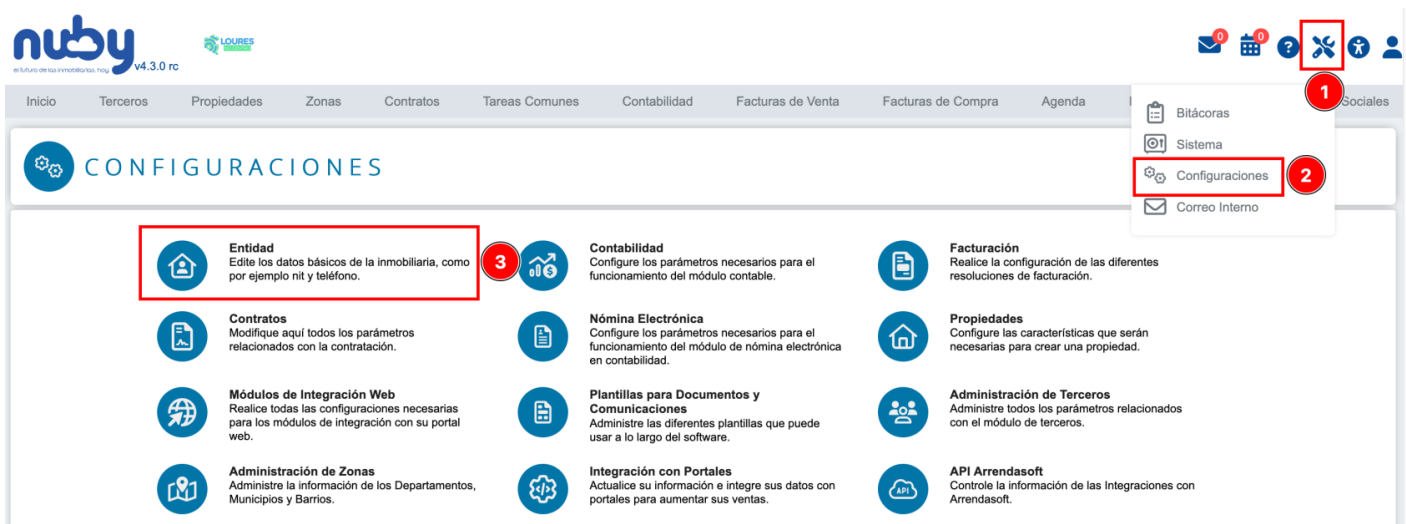 nuby
el futuro de las inmobiliarias, hoy
v4.3.0 rc
LOURES
0
0
1
Inicio Terceros Propiedades Zonas Contratos Tareas Comunes Contabilidad Facturas de Venta Facturas de Compra Agenda Sociales
Bitácoras
Sistema
Configuraciones
2
Correo Interno
CONFIGURACIONES
Entidad
Edite los datos básicos de la inmobiliaria, como
por ejemplo nit y teléfono.
3
Contabilidad
Configure los parámetros necesarios para el
funcionamiento del módulo contable.
Facturación
Realice la configuración de las diferentes
resoluciones de facturación.
Contratos
Modifique aquí todos los parámetros
relacionados con la contratación.
Nómina Electrónica
Configure los parámetros necesarios para el
funcionamiento del módulo de nómina electrónica
en contabilidad.
Propiedades
Configure las características que serán
necesarias para crear una propiedad.
Módulos de Integración Web
Realice todas las configuraciones necesarias
para los módulos de integración con su portal
web.
Plantillas para Documentos y
Comunicaciones
Administre las diferentes plantillas que puede
usar a lo largo del software.
Administración de Terceros
Administre todos los parámetros relacionados
con el módulo de terceros.
Administración de Zonas
Administre la información de los Departamentos,
Municipios y Barrios.
Integración con Portales
Actualice su información e integre sus datos con
portales para aumentar sus ventas.
API
API Arrendasoft
Controle la información de las Integraciones con
Arrendasoft.